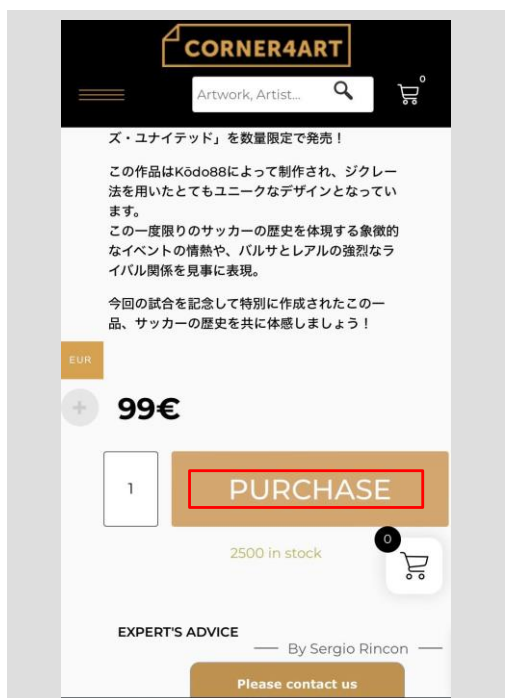 CORNER4ART
Artwork, Artist...
0
ズ・ユナイテッド」を数量限定で発売！
この作品はKōdo88によって制作され、ジクレー
法を用いたとてもユニークなデザインとなってい
ます。
この一度限りのサッカーの歴史を体現する象徴的
なイベントの情熱や、バルサとレアルの強烈なラ
イバル関係を見事に表現。
今回の試合を記念して特別に作成されたこの一
品、サッカーの歴史を共に体感しましょう！
EUR
+ 99€
1
PURCHASE
2500 in stock
0
EXPERT'S ADVICE
By Sergio Rincon
Please contact us